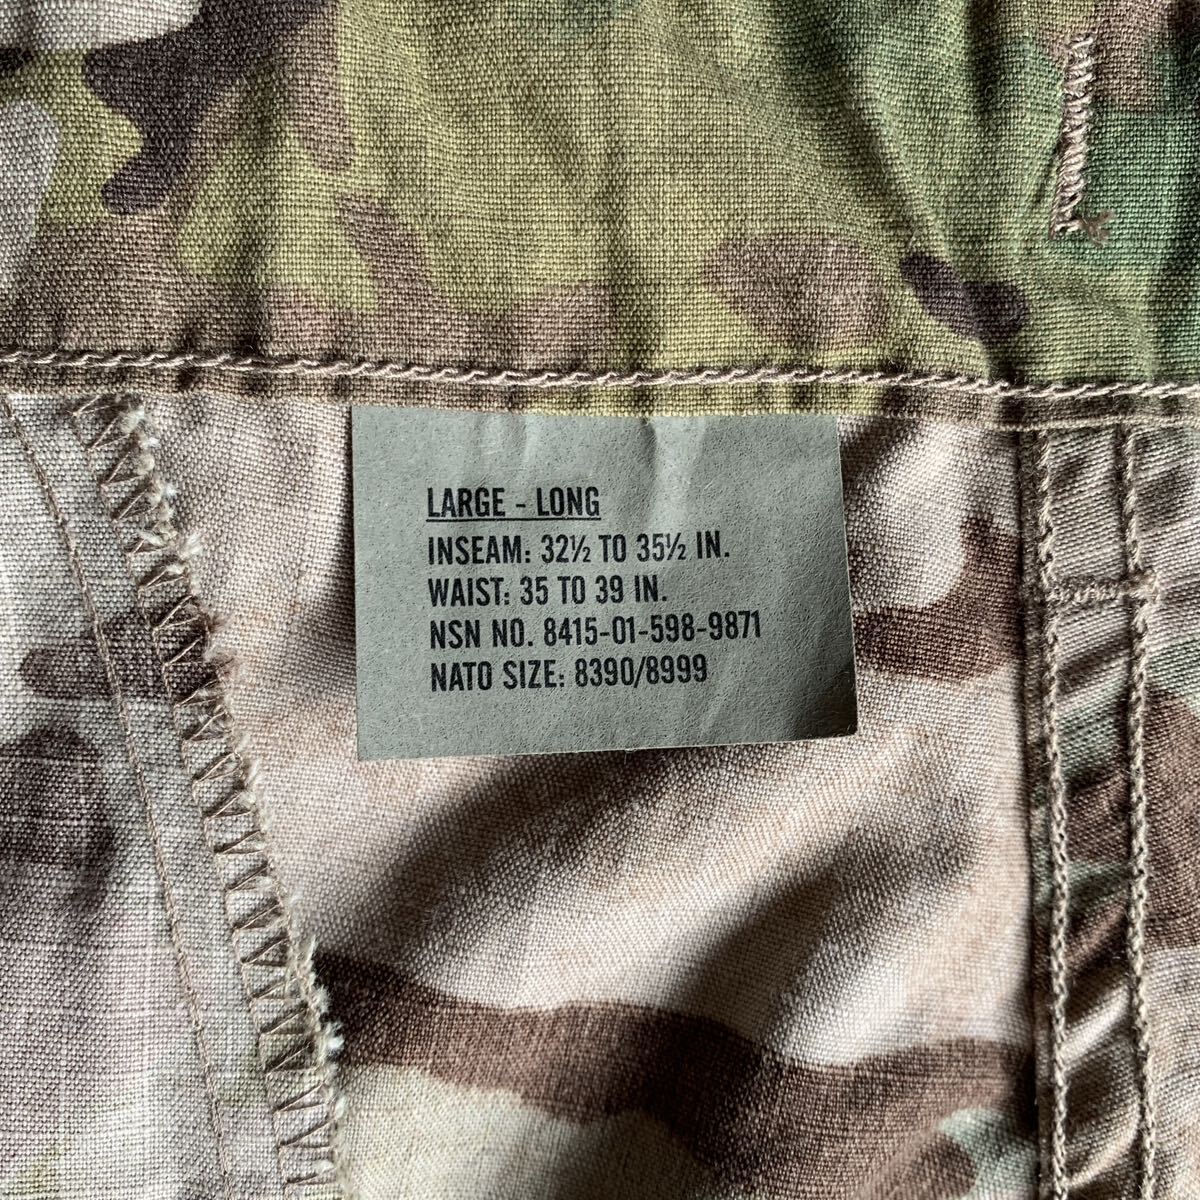 LARGE - LONG
INSEAM: 32½ TO 35½ IN.
WAIST: 35 TO 39 IN.
NSN NO. 8415-01-598-9871
NATO SIZE: 8390/8999